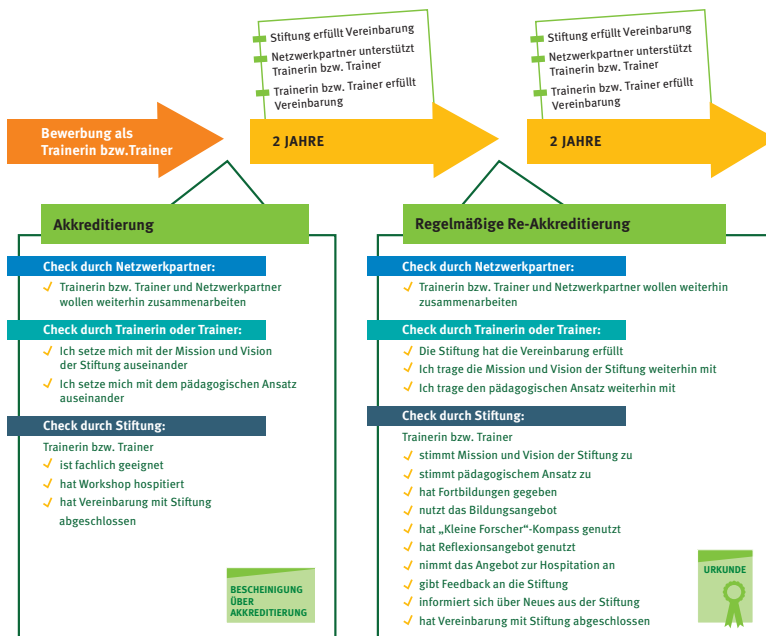 Stiftung erfüllt Vereinbarung
Netzwerkpartner unterstützt
Trainerin bzw. Trainer
Trainerin bzw. Trainer erfüllt
Vereinbarung
Stiftung erfüllt Vereinbarung
Netzwerkpartner unterstützt
Trainerin bzw. Trainer
Trainerin bzw. Trainer erfüllt
Vereinbarung
Bewerbung als
Trainerin bzw.Trainer
2 JAHRE
2 JAHRE
Akkreditierung
Check durch Netzwerkpartner:
Trainerin bzw. Trainer und Netzwerkpartner
wollen weiterhin zusammenarbeiten
Check durch Trainerin oder Trainer:
Ich setze mich mit der Mission und Vision
der Stiftung auseinander
Ich setze mich mit dem pädagogischen Ansatz
auseinander
Check durch Stiftung:
Trainerin bzw. Trainer
ist fachlich geeignet
hat Workshop hospitiert
hat Vereinbarung mit Stiftung
abgeschlossen
BESCHEINIGUNG
ÜBER
AKKREDITIERUNG
Regelmäßige Re-Akkreditierung
Check durch Netzwerkpartner:
Trainerin bzw. Trainer und Netzwerkpartner wollen weiterhin
zusammenarbeiten
Check durch Trainerin oder Trainer:
Die Stiftung hat die Vereinbarung erfüllt
Ich trage die Mission und Vision der Stiftung weiterhin mit
Ich trage den pädagogischen Ansatz weiterhin mit
Check durch Stiftung:
Trainerin bzw. Trainer
stimmt Mission und Vision der Stiftung zu
stimmt pädagogischem Ansatz zu
hat Fortbildungen gegeben
nutzt das Bildungsangebot
hat „Kleine Forscher“-Kompass genutzt
hat Reflexionsangebot genutzt
nimmt das Angebot zur Hospitation an
gibt Feedback an die Stiftung
informiert sich über Neues aus der Stiftung
hat Vereinbarung mit Stiftung abgeschlossen
URKUNDE